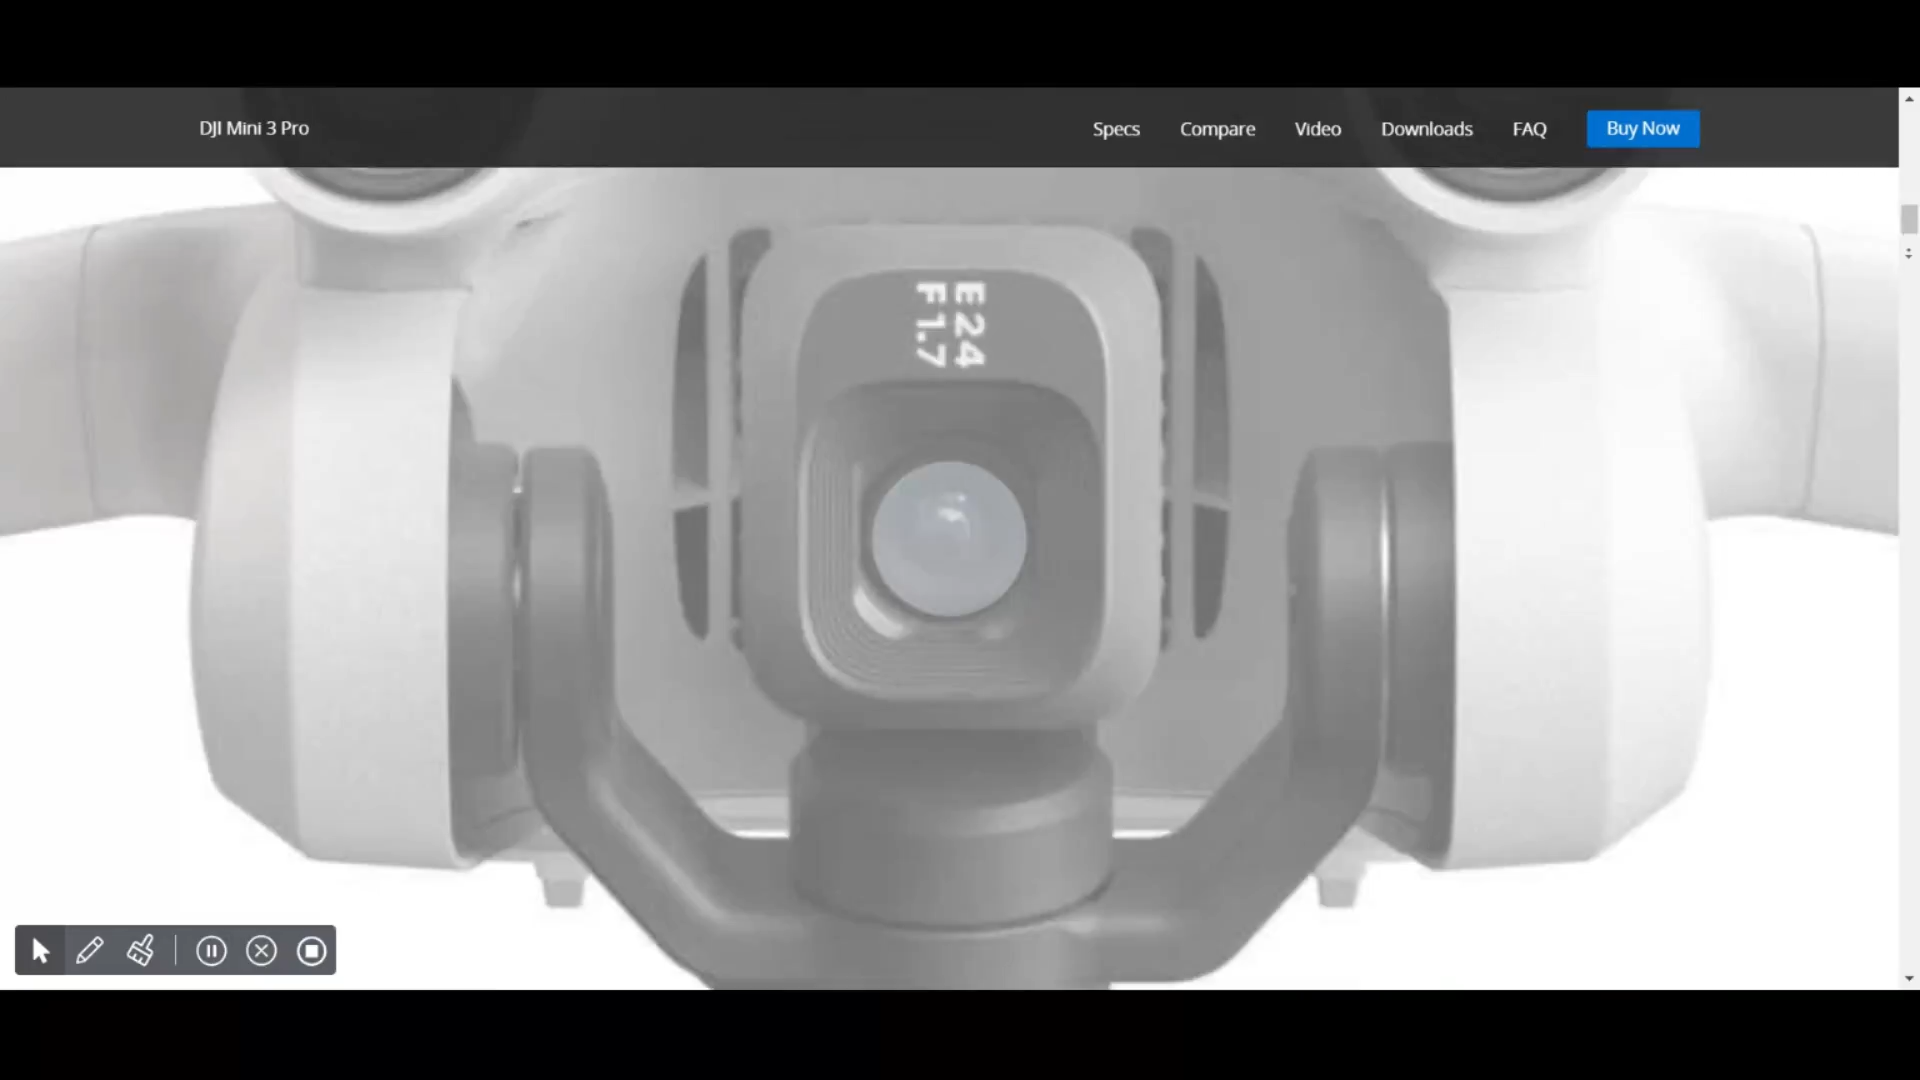 DJI Mini 3 Pro
Specs
Compare
Video
Downloads
FAQ
Buy Now
E24
F1.7